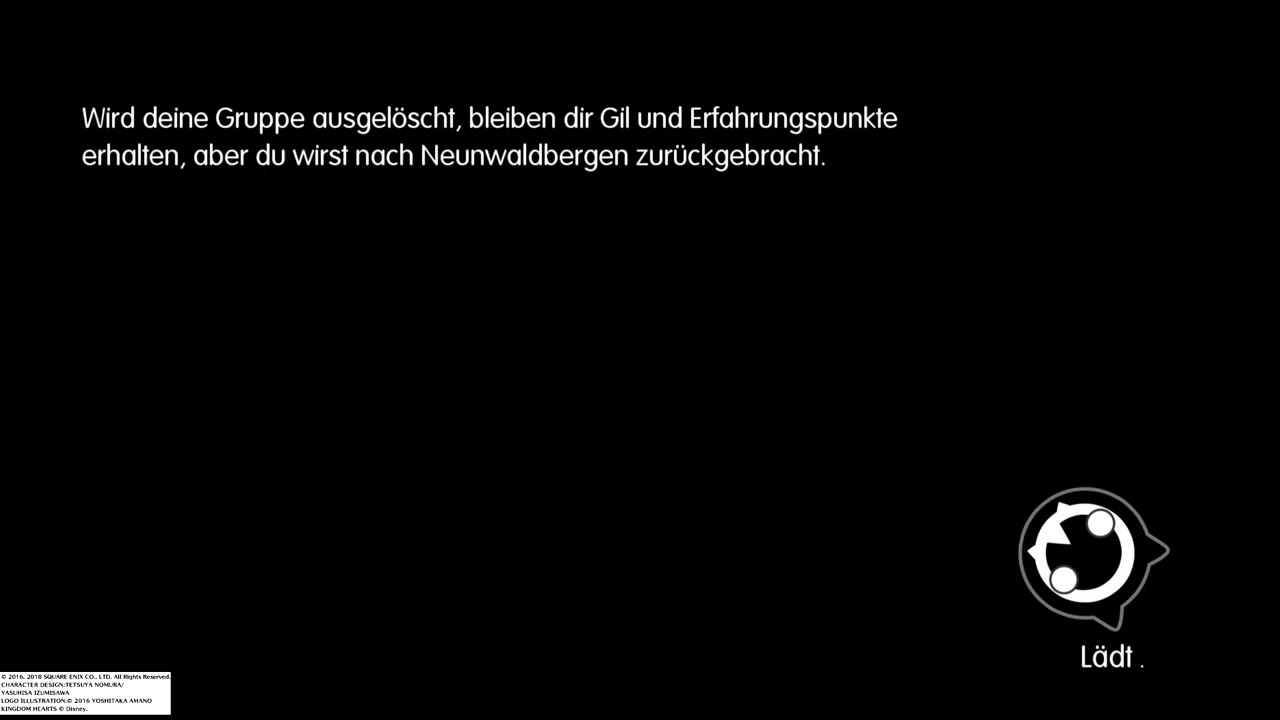 Wird deine Gruppe ausgelöscht, bleiben dir Gil und Erfahrungspunkte
erhalten, aber du wirst nach Neunwaldbergen zurückgebracht.
Lädt .
© 2016, 2018 SQUARE ENIX CO., LTD. All Rights Reserved.
CHARACTER DESIGN:TETSUYA NOMURA/
YASUHISA IZUMISAWA
LOGO ILLUSTRATION:© 2016 YOSHITAKA AMANO
KINGDOM HEARTS © Disney.